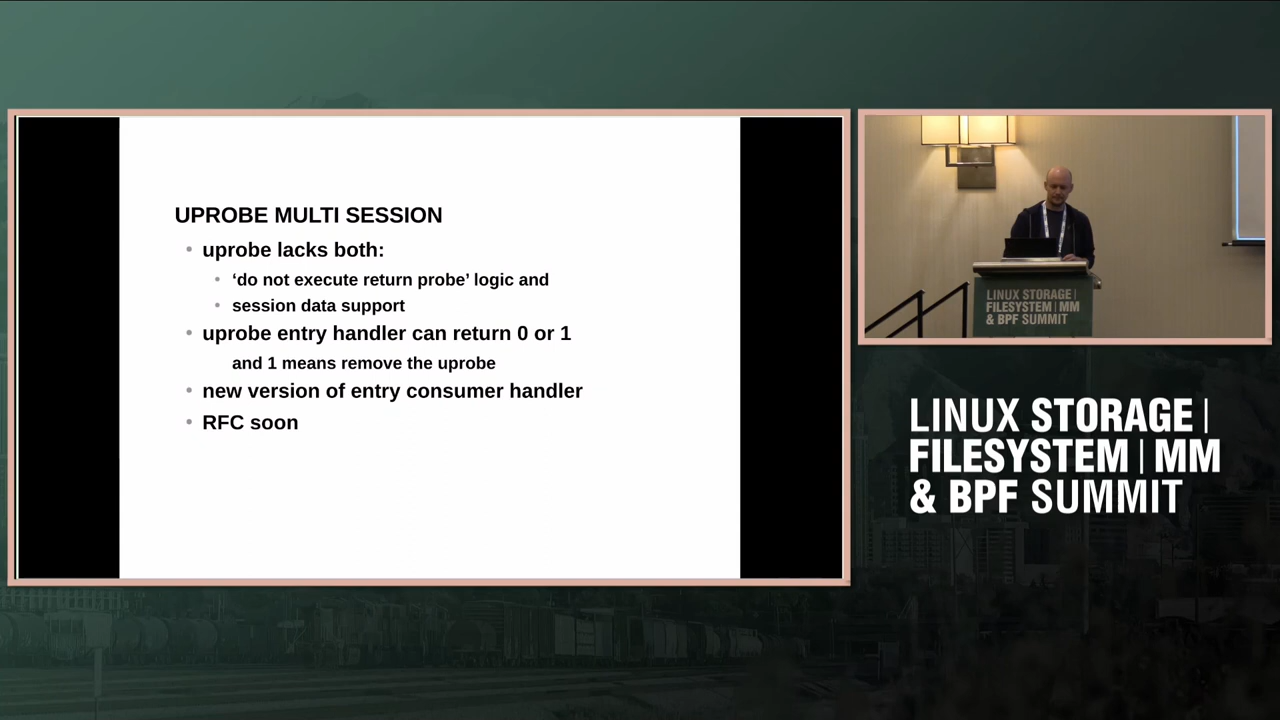 UPROBE MULTI SESSION
• uprobe lacks both:
• ‘do not execute return probe’ logic and
• session data support
• uprobe entry handler can return 0 or 1
and 1 means remove the uprobe
• new version of entry consumer handler
• RFC soon
LINUX STORAGE |
FILESYSTEM | MM
& BPF SUMMIT
LINUX STORAGE |
FILESYSTEM | MM
& BPF SUMMIT